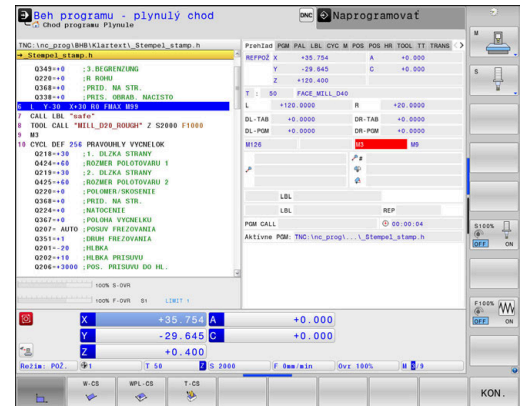 Beh programu - plynulý chod
Chod programu Plynule
DNC
Naprogramovať
TNC:\nc_prog\BHB\Klartext\_Stempel_stamp.h
→_Stempel_stamp.h
Q349=+0 ;3.BEGRENZUNG
Q220=+0 ;R ROHU
Q368=+0 ;PRID. NA STR.
Q338=+0 ;PRIS. OBRAB. NACISTO
6 L Y-30 X+30 R0 FMAX M99
7 CALL LBL "safe"
8 TOOL CALL "MILL_D20_ROUGH" Z S2000 F1000
9 M3
10 CYCL DEF 256 PRAVOUHLY VYCNELOK
Q218=+30 ;1. DLZKA STRANY
Q424=+60 ;ROZMER POLOTOVARU 1
Q219=+30 ;2. DLZKA STRANY
Q425=+60 ;ROZMER POLOTOVARU 2
Q220=+0 ;POLOMER/SKOSENIE
Q368=+0 ;PRID. NA STR.
Q224=+0 ;NATOCENIE
Q367=+0 ;POLOHA VYCNELKU
Q207= AUTO ;POSUV FREZOVANIA
Q351=+1 ;DRUH FREZOVANIA
Q201=-20 ;HLBKA
Q202=+10 ;HLBKA PRISUVU
Q206=+3000 ;POS. PRISUVU DO HL.
100% S-OVR
100% F-OVR S1 LIMIT 1
Prehľad PGM PAL LBL CYC M POS POS HR TOOL TT TRANS
REFPOZ X +35.754 A +0.000
Y -29.645 C +0.000
Z +120.400
T : 50 FACE_MILL_D40
L +120.0000 R +20.0000
DL-TAB +0.0000 DR-TAB +0.0000
DL-PGM +0.0000 DR-PGM +0.0000
M126 M3 M9
LBL
LBL REP
PGM CALL 00:00:04
Aktívne PGM: TNC:\nc_prog\...\_Stempel_stamp.h
X +35.754 A +0.000
Y -29.645 C +0.000
Z +0.400
Režim: POŽ. 1 T 50 Z S 2000 F 0mm/min Ovr 100% M 3/9
W-CS WPL-CS T-CS
KON.
M
S
S100%
OFF ON
F100%
OFF ON